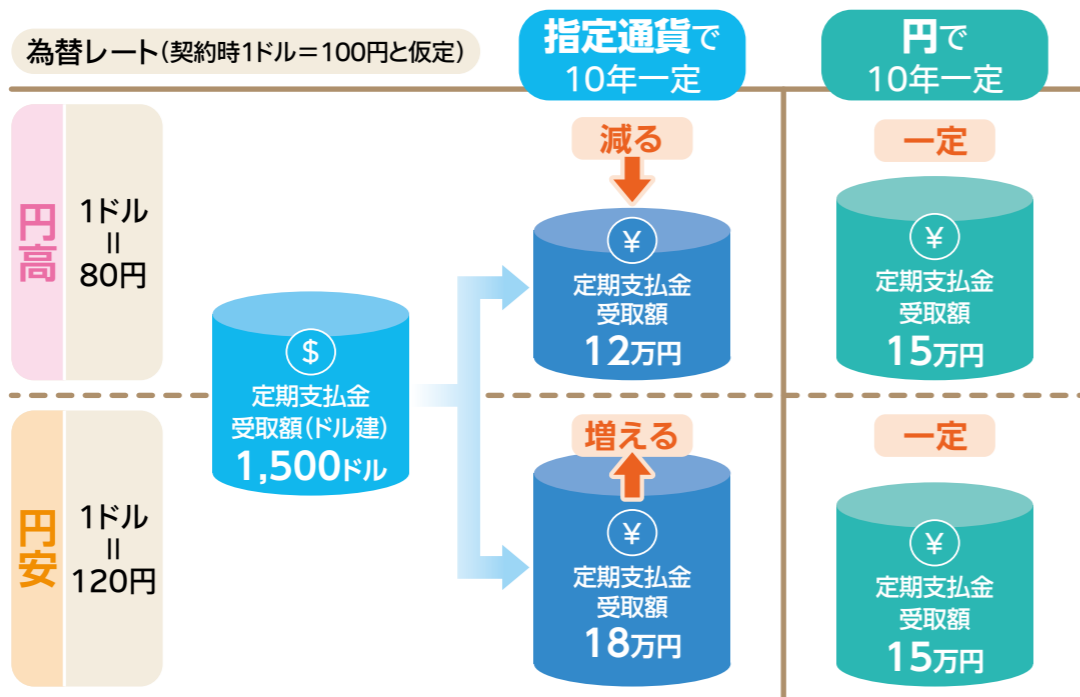 為替レート(契約時1ドル=100円と仮定)
指定通貨で
10年一定
円で
10年一定
円高
1ドル
=
80円
減る
¥
定期支払金
受取額
12万円
一定
¥
定期支払金
受取額
15万円
$
定期支払金
受取額(ドル建)
1,500ドル
円安
1ドル
=
120円
増える
¥
定期支払金
受取額
18万円
一定
¥
定期支払金
受取額
15万円